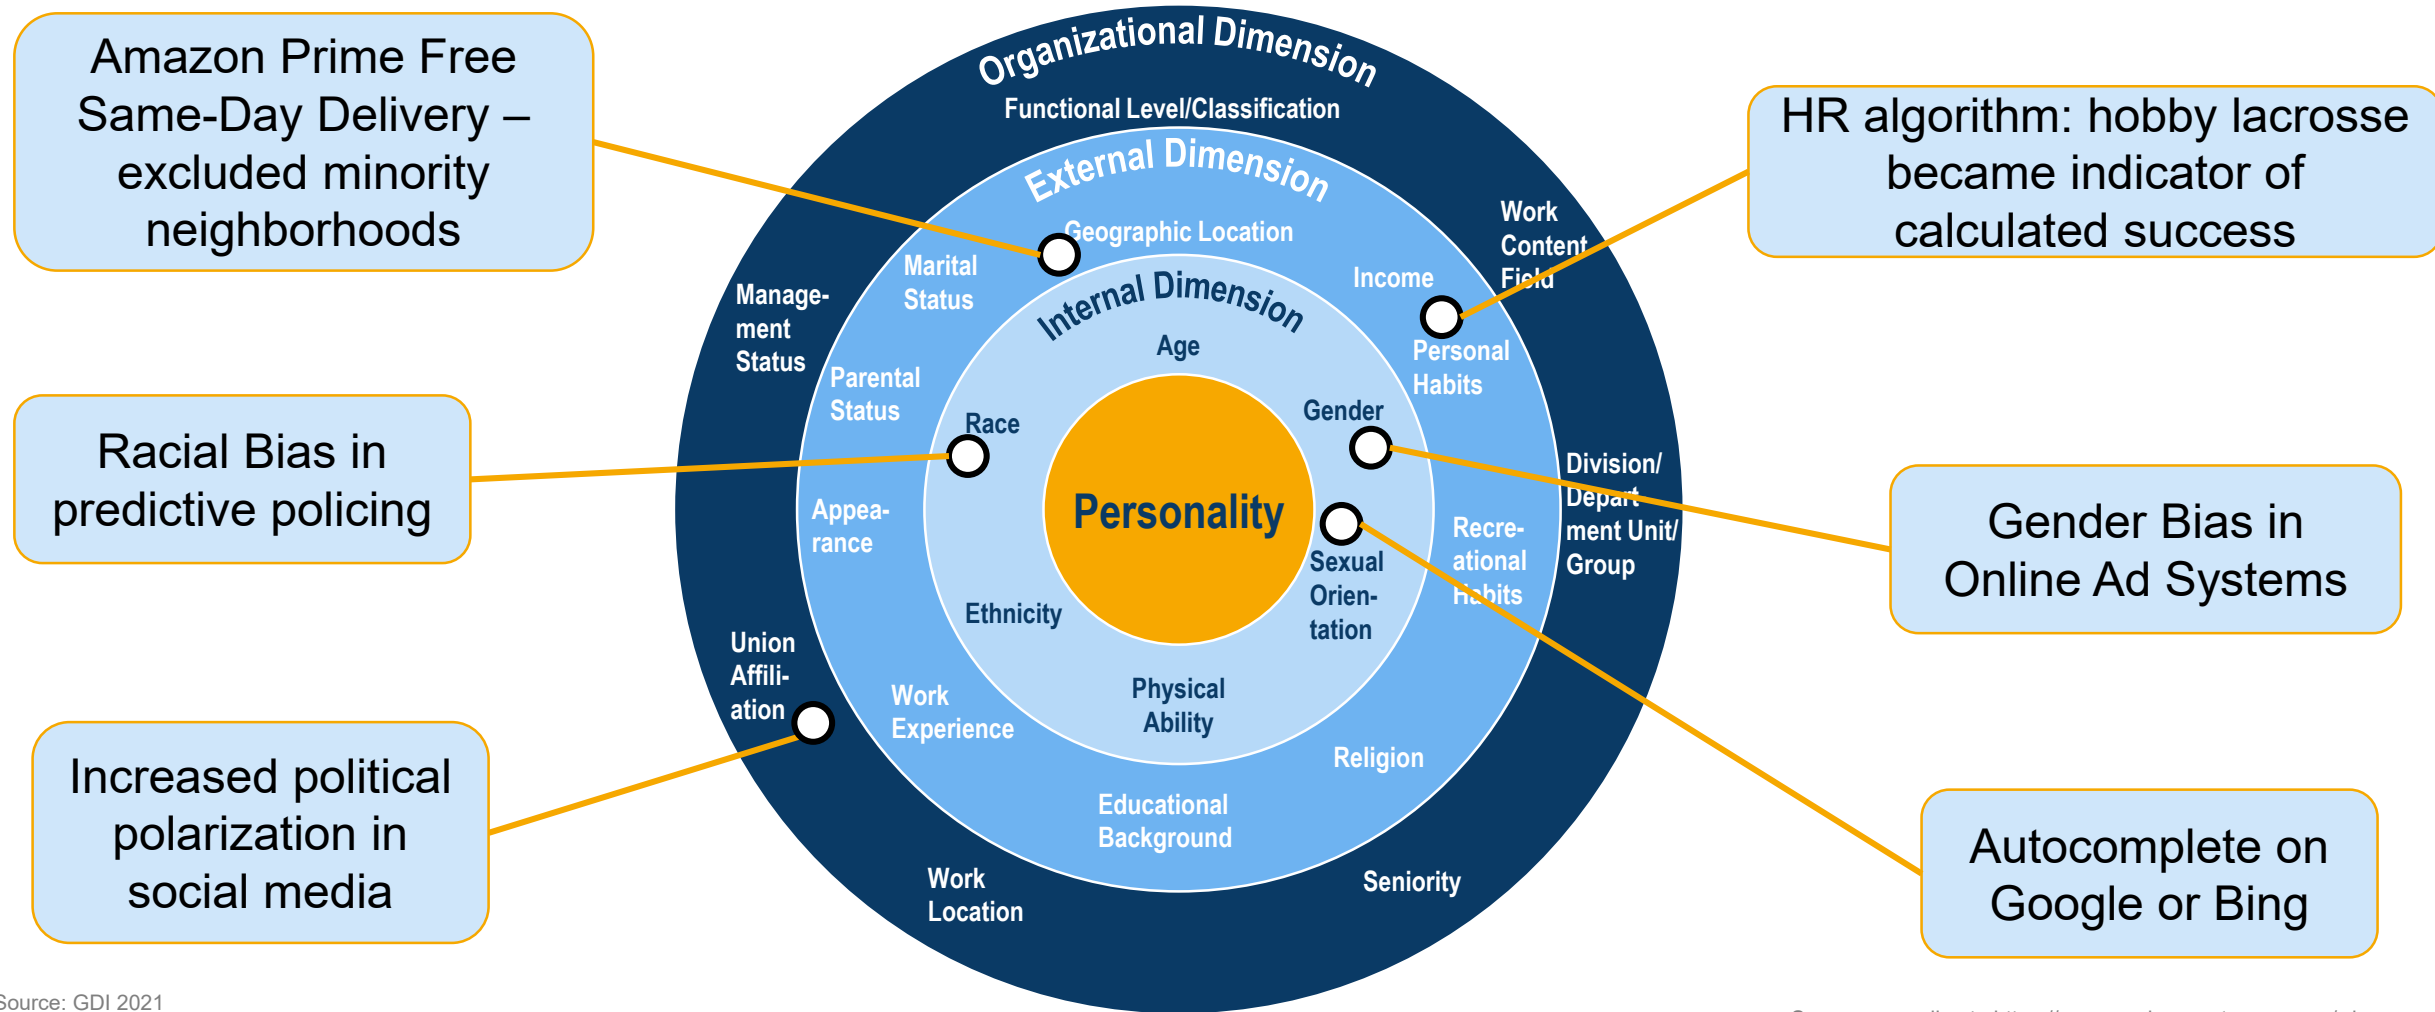 Amazon Prime Free
Same-Day Delivery –
excluded minority
neighborhoods
Racial Bias in
predictive policing
Increased political
polarization in
social media
Organizational Dimension
Functional Level/Classification
External Dimension
Geographic Location
Marital
Status
Income
Work
Content
Field
Manage-
ment
Status
Internal Dimension
Age
Personal
Habits
Parental
Status
Race
Gender
Personality
Division/
Depart
ment Unit/
Group
Appea-
rance
Recre-
ational
Habits
Sexual
Orien-
tation
Ethnicity
Union
Affili-
ation
Work
Experience
Physical
Ability
Religion
Educational
Background
Work
Location
Seniority
HR algorithm: hobby lacrosse
became indicator of
calculated success
Gender Bias in
Online Ad Systems
Autocomplete on
Google or Bing
Source: GDI 2021